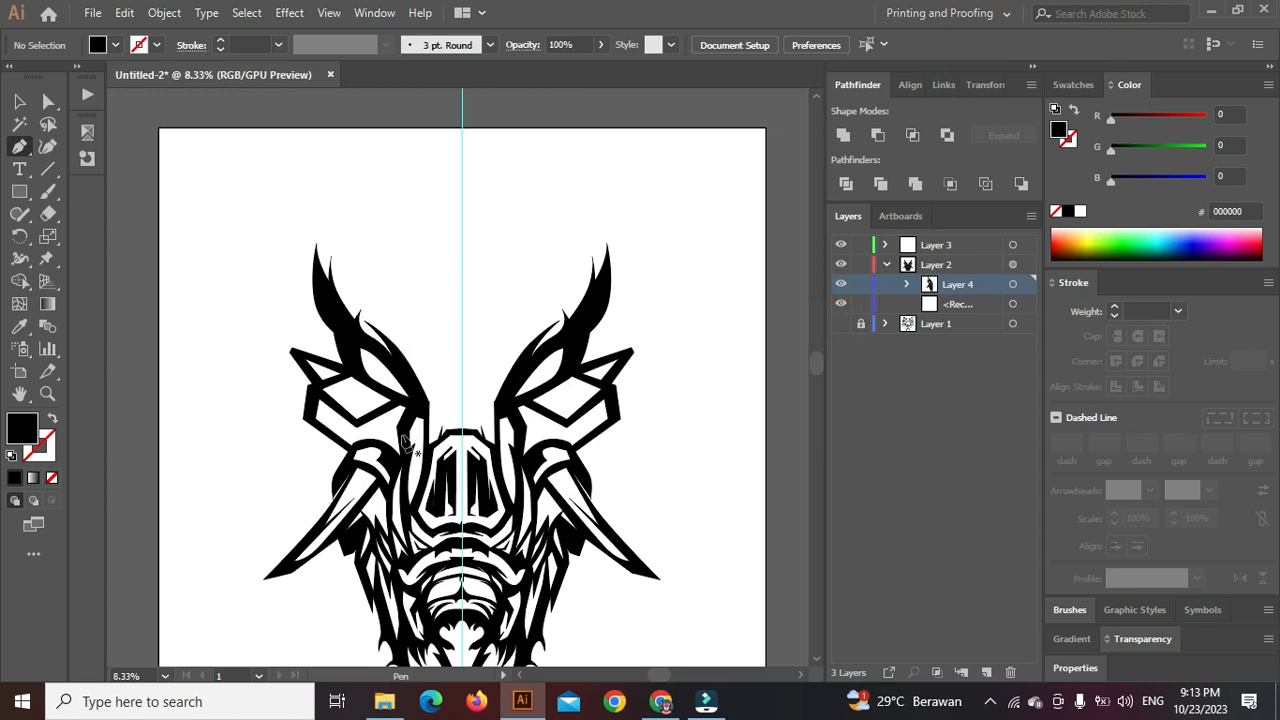 Ai File Edit Object Type Select Effect View Window Help Printing and Proofing Search Adobe Stock
No Selection Stroke: 3 pt. Round Opacity: 100% Style: Document Setup Preferences
Untitled-2* @ 8.33% (RGB/GPU Preview)
Pathfinder Align Links Transfon
Swatches Color
Shape Modes:
Expand
Pathfinders:
R 0
G 0
B 0
# 000000
Layers Artboards
Layer 3
Layer 2
Layer 4
<Rec...
Layer 1
Stroke
Weight:
Cap:
Corner: Limit:
Align Stroke:
Dashed Line
dash gap dash gap dash gap
Arrowheads:
Scale: 100% 100%
Align:
Profile:
Brushes Graphic Styles Symbols
Gradient Transparency
Properties
8.33% 1 Pen
3 Layers
Type here to search
Ai
1 29°C Berawan ENG 9:13 PM
10/23/2023